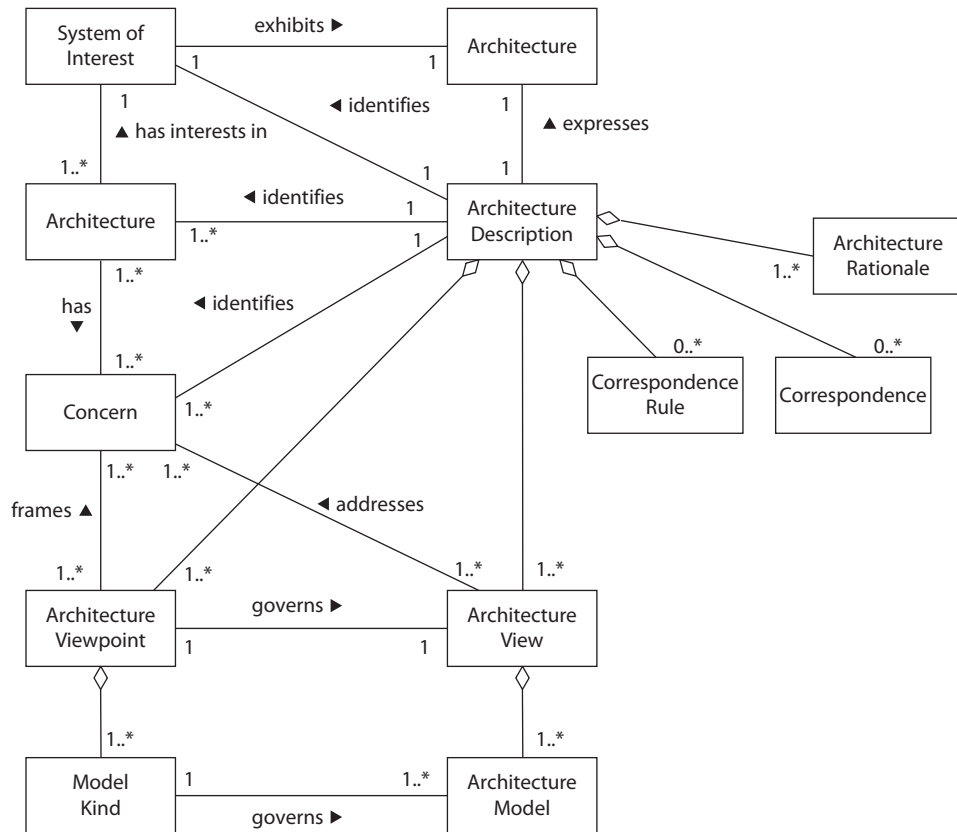 System of
Interest
exhibits ►
Architecture
1
1
1
1
◄ identifies
▲ has interests in
▲ expresses
1..*
1
1
Architecture
◄ identifies
1
1..*
Architecture
Description
Architecture
Rationale
1..*
1..*
1
has
▼
◄ identifies
1..*
0..*
0..*
Concern
1..*
Correspondence
Rule
Correspondence
1..*
1..*
frames ▲
◄ addresses
1..*
1..*
1..*
1..*
Architecture
Viewpoint
governs ►
1
1
Architecture
View
1..*
1..*
Model
Kind
1
1..*
governs ►
Architecture
Model